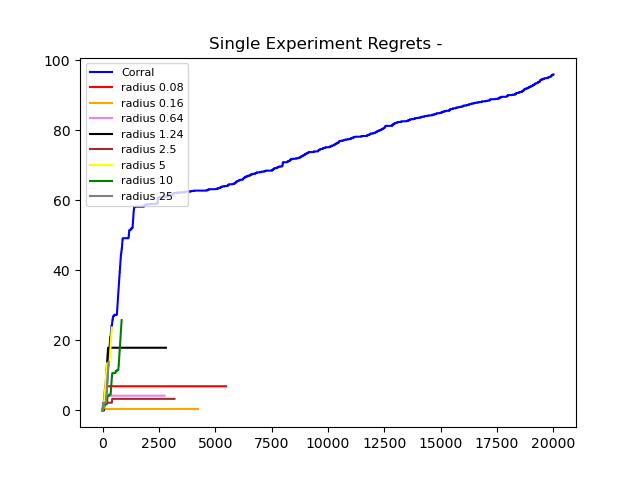 Single Experiment Regrets -
100
80
60
40
20
0
Corral
radius 0.08
radius 0.16
radius 0.64
radius 1.24
radius 2.5
radius 5
radius 10
radius 25
0 2500 5000 7500 10000 12500 15000 17500 20000